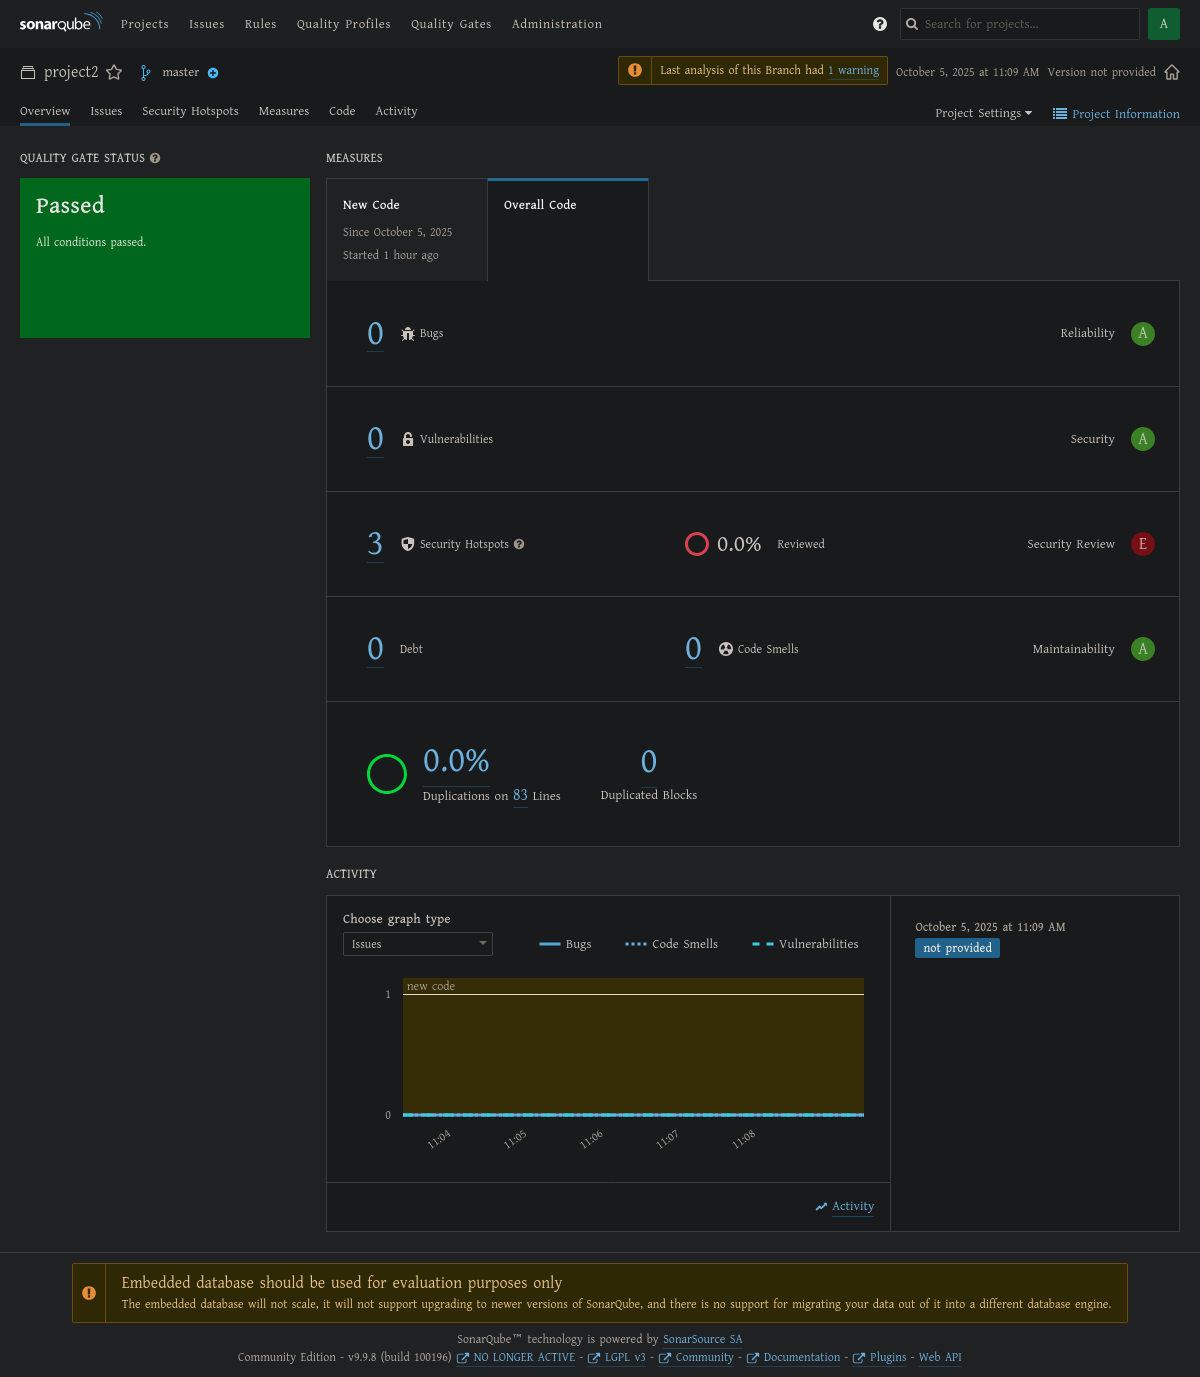 sonarqube Projects Issues Rules Quality Profiles Quality Gates Administration Search for projects... A
project2 master Last analysis of this Branch had 1 warning October 5, 2025 at 11:09 AM Version not provided
Overview Issues Security Hotspots Measures Code Activity Project Settings Project Information
QUALITY GATE STATUS
Passed
All conditions passed.
MEASURES
New Code
Since October 5, 2025
Started 1 hour ago
Overall Code
0 Bugs Reliability A
0 Vulnerabilities Security A
3 Security Hotspots 0.0% Reviewed Security Review E
0 Debt 0 Code Smells Maintainability A
0.0%
Duplications on 83 Lines
0
Duplicated Blocks
ACTIVITY
Choose graph type
Issues
Bugs Code Smells Vulnerabilities
new code
1
0
11:04 11:05 11:06 11:07 11:08
Activity
October 5, 2025 at 11:09 AM
not provided
Embedded database should be used for evaluation purposes only
The embedded database will not scale, it will not support upgrading to newer versions of SonarQube, and there is no support for migrating your data out of it into a different database engine.
SonarQube™ technology is powered by SonarSource SA
Community Edition - v9.9.8 (build 100196) NO LONGER ACTIVE - LGPL v3 - Community - Documentation - Plugins - Web API